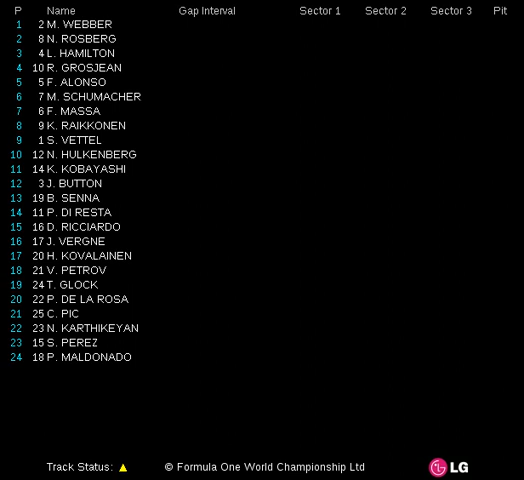 P Name Gap Interval Sector 1 Sector 2 Sector 3 Pit
1 2 M. WEBBER
2 8 N. ROSBERG
3 4 L. HAMILTON
4 10 R. GROSJEAN
5 5 F. ALONSO
6 7 M. SCHUMACHER
7 6 F. MASSA
8 9 K. RAIKKONEN
9 1 S. VETTEL
10 12 N. HULKENBERG
11 14 K. KOBAYASHI
12 3 J. BUTTON
13 19 B. SENNA
14 11 P. DI RESTA
15 16 D. RICCIARDO
16 17 J. VERGNE
17 20 H. KOVALAINEN
18 21 V. PETROV
19 24 T. GLOCK
20 22 P. DE LA ROSA
21 25 C. PIC
22 23 N. KARTHIKEYAN
23 15 S. PEREZ
24 18 P. MALDONADO
Track Status: © Formula One World Championship Ltd LG